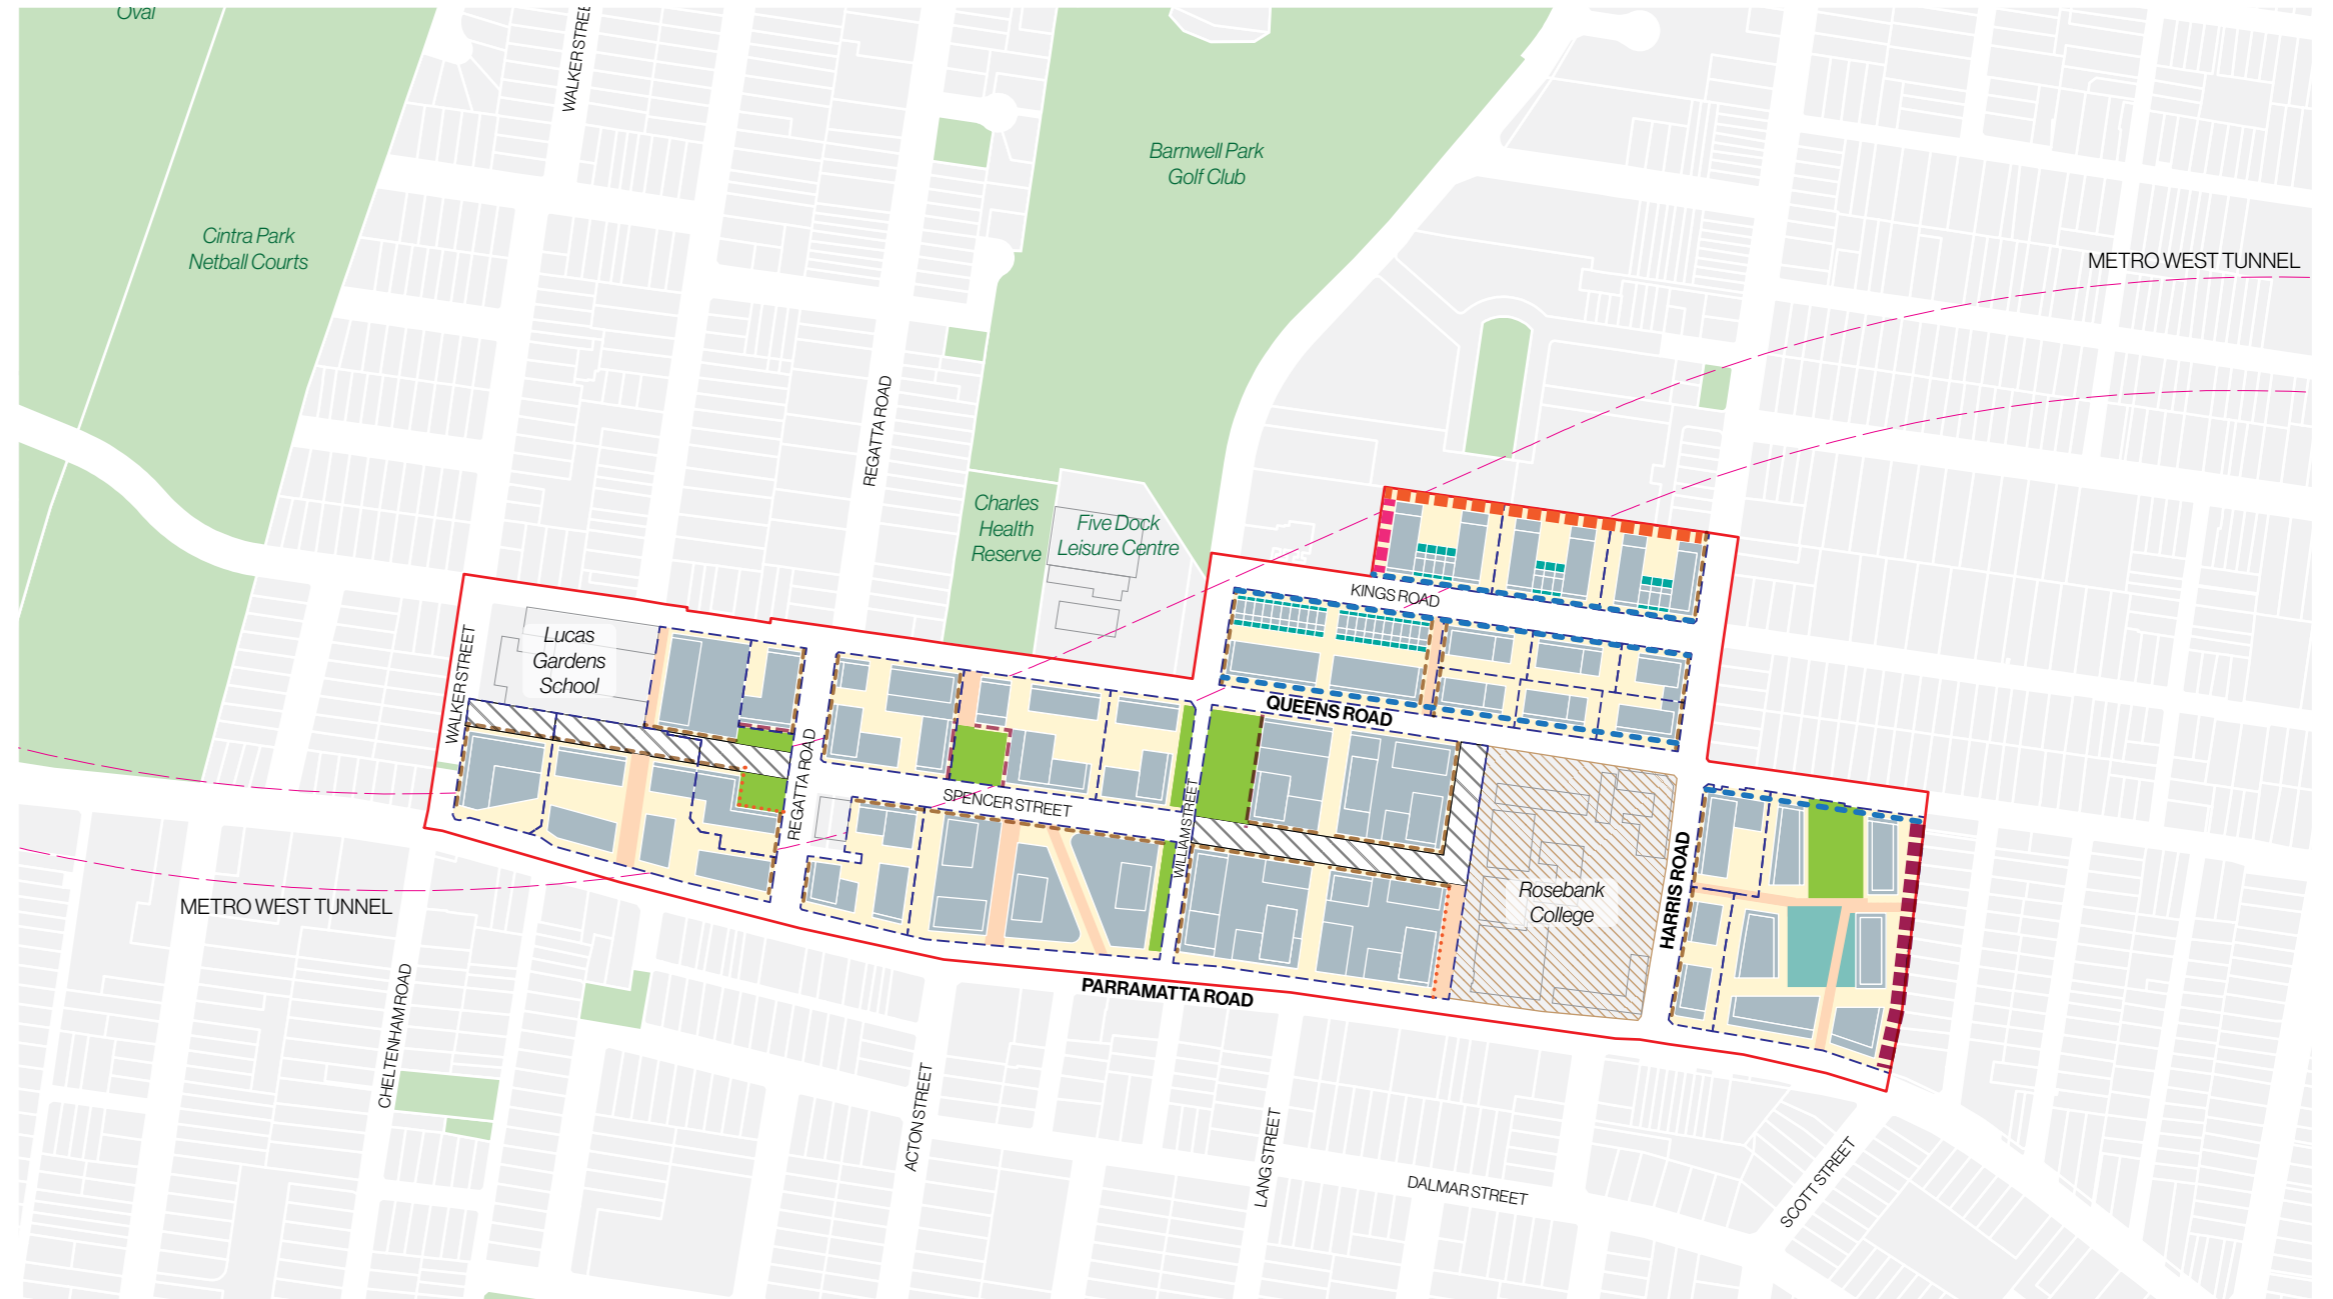 Oval
WALKER STREE
Barnwell Park
Golf Club
Cintra Park
Netball Courts
METRO WEST TUNNEL
REGATTA ROAD
Charles
Health
Reserve
Five Dock
Leisure Centre
KINGS ROAD
Lucas
Gardens
School
WALKER STREET
QUEENS ROAD
REGATTA ROAD
SPENCER STREET
WILLIAM STREET
HARRIS ROAD
Rosebank
College
METRO WEST TUNNEL
PARRAMATTA ROAD
CHELTENHAM ROAD
ACTON STREET
LANG STREET
DALMAR STREET
SCOTT STREET